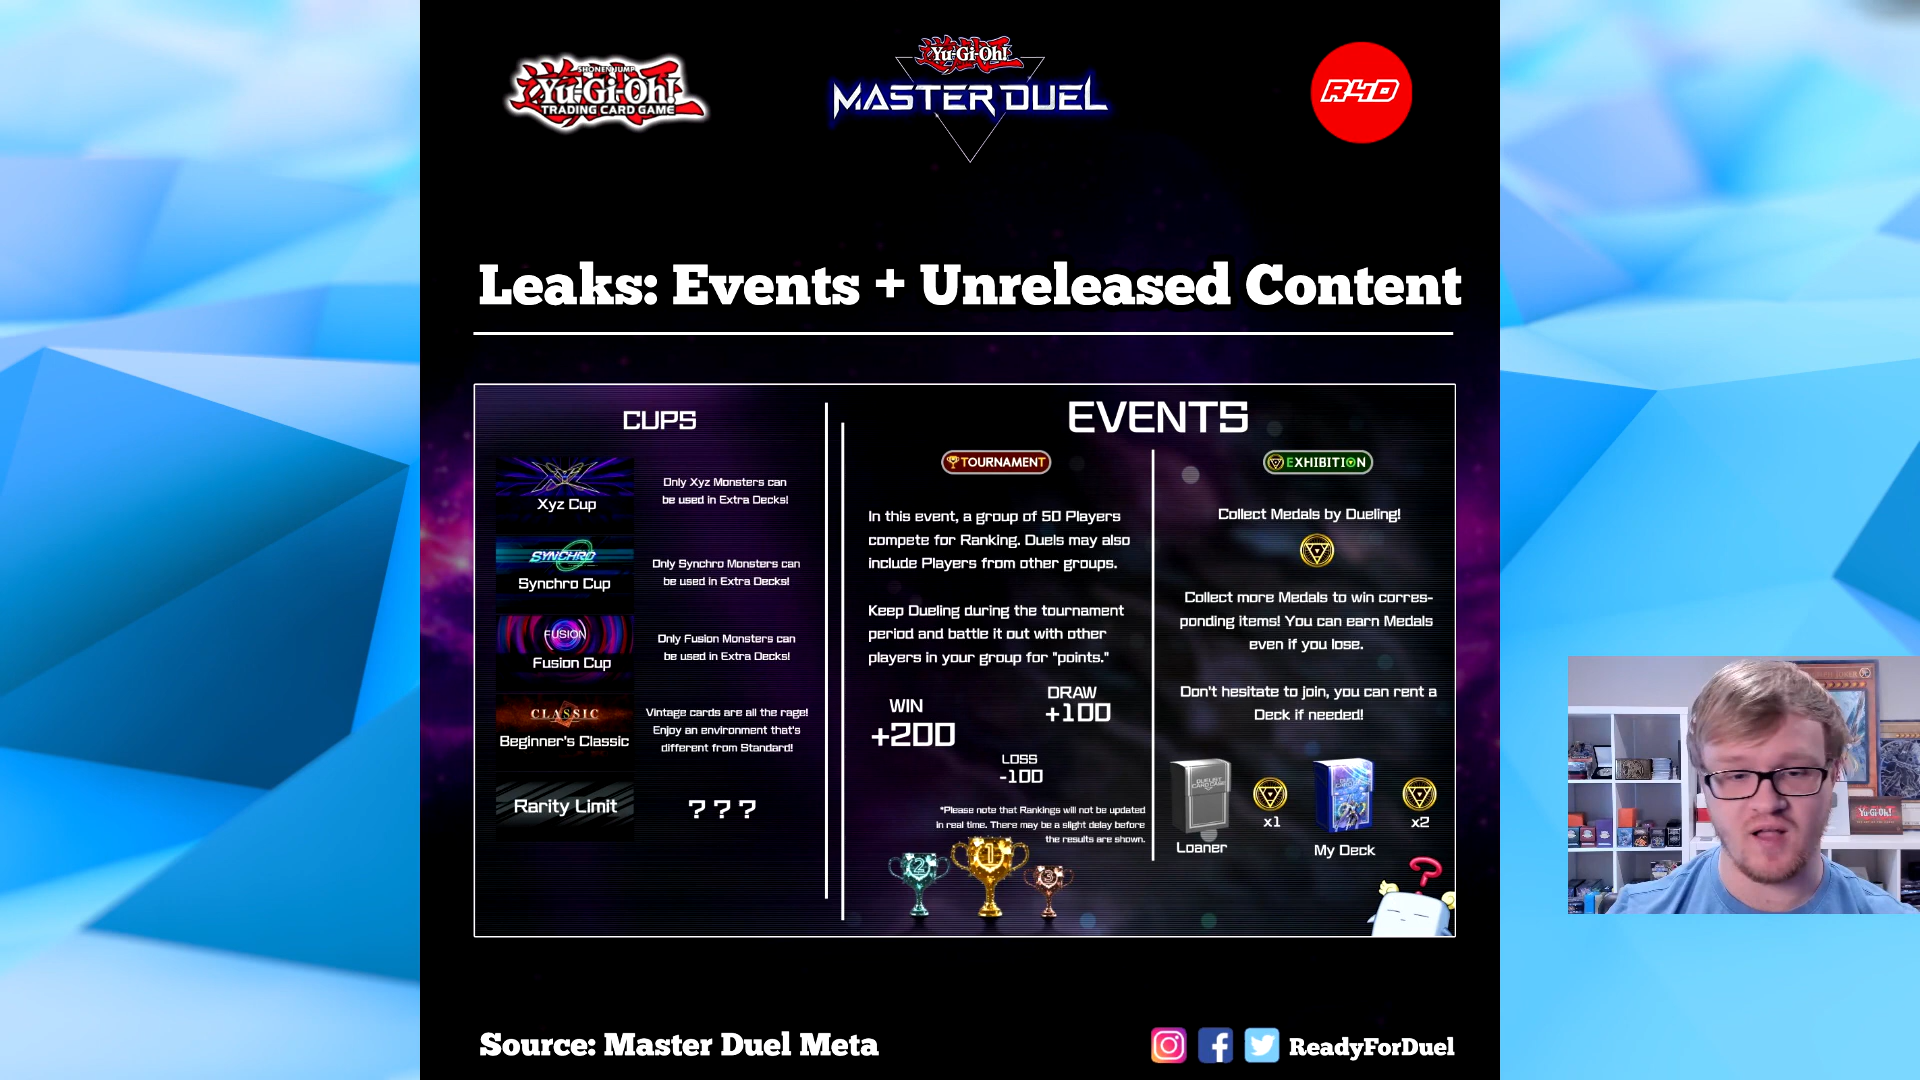 SHONEN JUMP
Yu-Gi-Oh!
TRADING CARD GAME
Yu-Gi-Oh!
MASTER DUEL
R4D
Leaks: Events + Unreleased Content
CUPS
Xyz Cup
Only Xyz Monsters can
be used in Extra Decks!
SYNCHRO
Synchro Cup
Only Synchro Monsters can
be used in Extra Decks!
FUSION
Fusion Cup
Only Fusion Monsters can
be used in Extra Decks!
CLASSIC
Beginner's Classic
Vintage cards are all the rage!
Enjoy an environment that's
different from Standard!
Rarity Limit
? ? ?
EVENTS
TOURNAMENT
In this event, a group of 50 Players
compete for Ranking. Duels may also
include Players from other groups.
Keep Dueling during the tournament
period and battle it out with other
players in your group for "points."
WIN
+200
DRAW
+100
LOSS
-100
*Please note that Rankings will not be updated
in real time. There may be a slight delay before
the results are shown.
2
1
3
EXHIBITION
Collect Medals by Dueling!
Collect more Medals to win corres-
ponding items! You can earn Medals
even if you lose.
Don't hesitate to join, you can rent a
Deck if needed!
DUELIST
CARD CASE
Loaner
x1
My Deck
x2
?
Source: Master Duel Meta
ReadyForDuel
Yu-Gi-Oh!